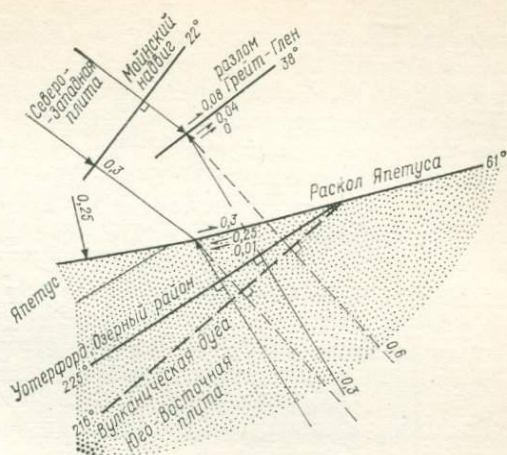 Северо-
Западная
плита
Мойнский
надвиг
22°
разлом
Грейт-Глен
38°
0,08
0,04
0
0,3
0,25
Раскол Япетуса
61°
0,3
0,25
0,01
Япетус
Уотерфорд-Озерный район
225°
Вулканическая дуга
216°
Юго-Восточная
плита
0,3
0,6